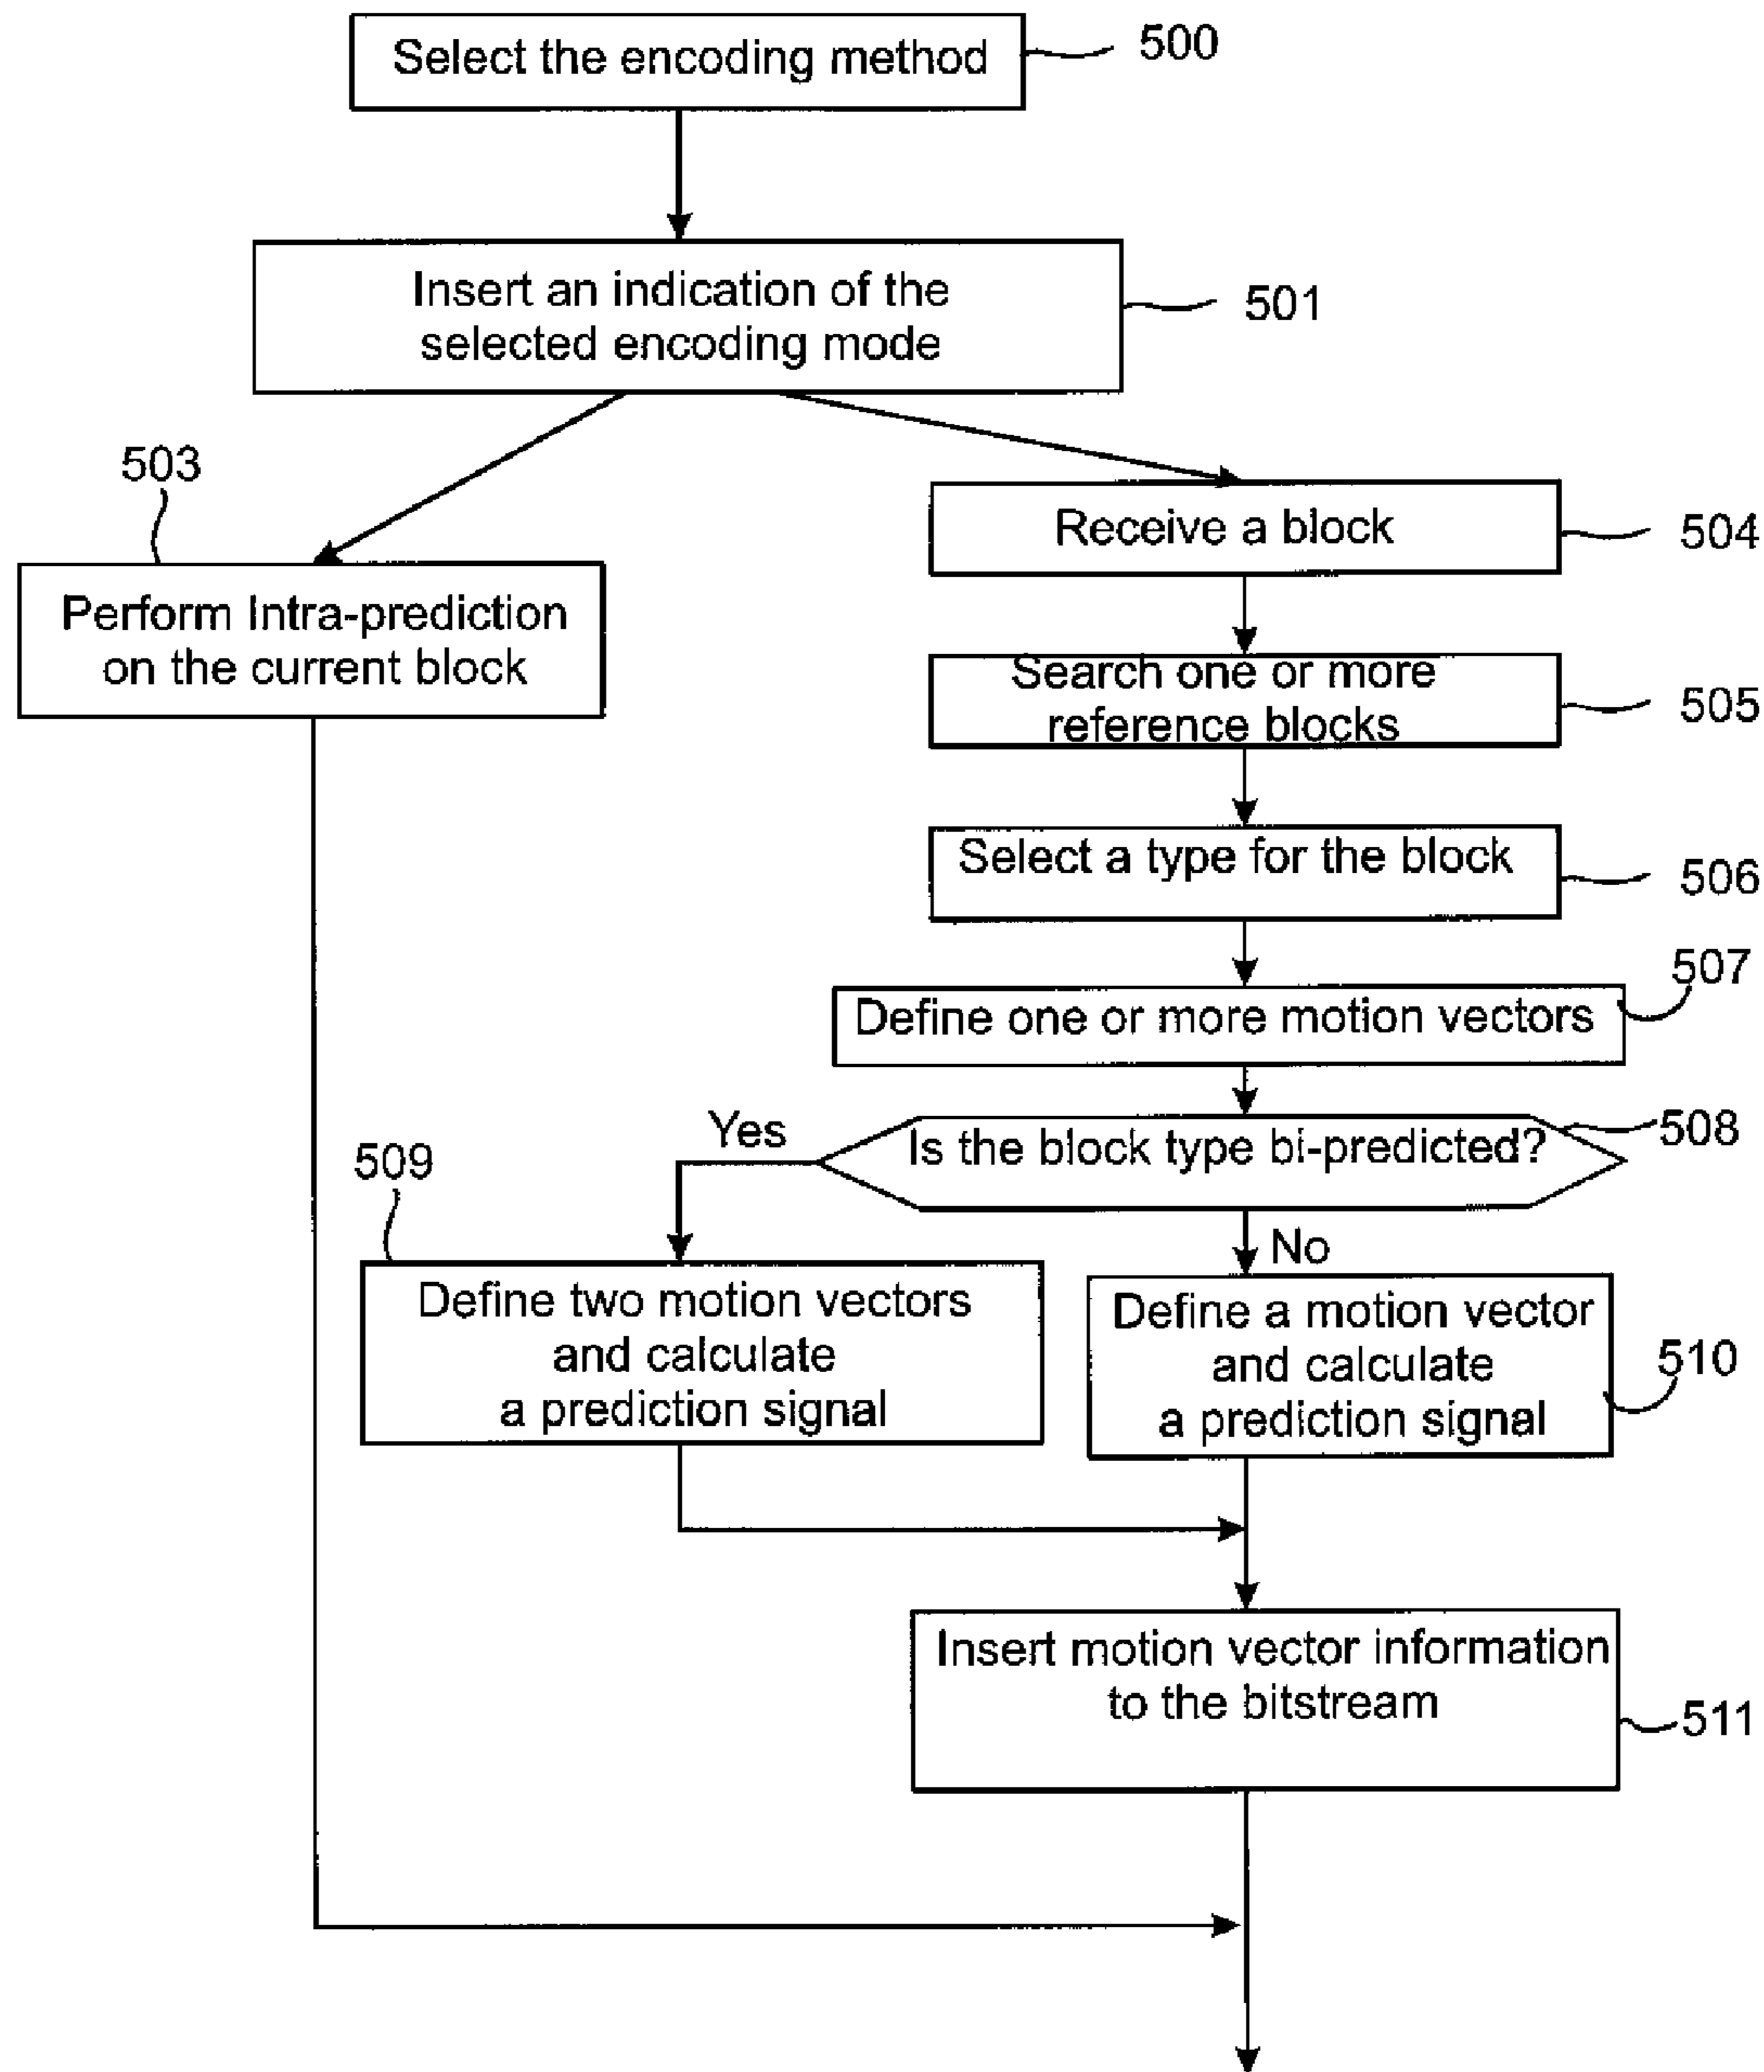 Select the encoding method
500
Insert an indication of the
selected encoding mode
501
503
Perform Intra-prediction
on the current block
Receive a block
504
Search one or more
reference blocks
505
Select a type for the block
506
507
Define one or more motion vectors
Yes
Is the block type bi-predicted?
508
509
No
Define two motion vectors
and calculate
a prediction signal
Define a motion vector
and calculate
a prediction signal
510
Insert motion vector information
to the bitstream
511